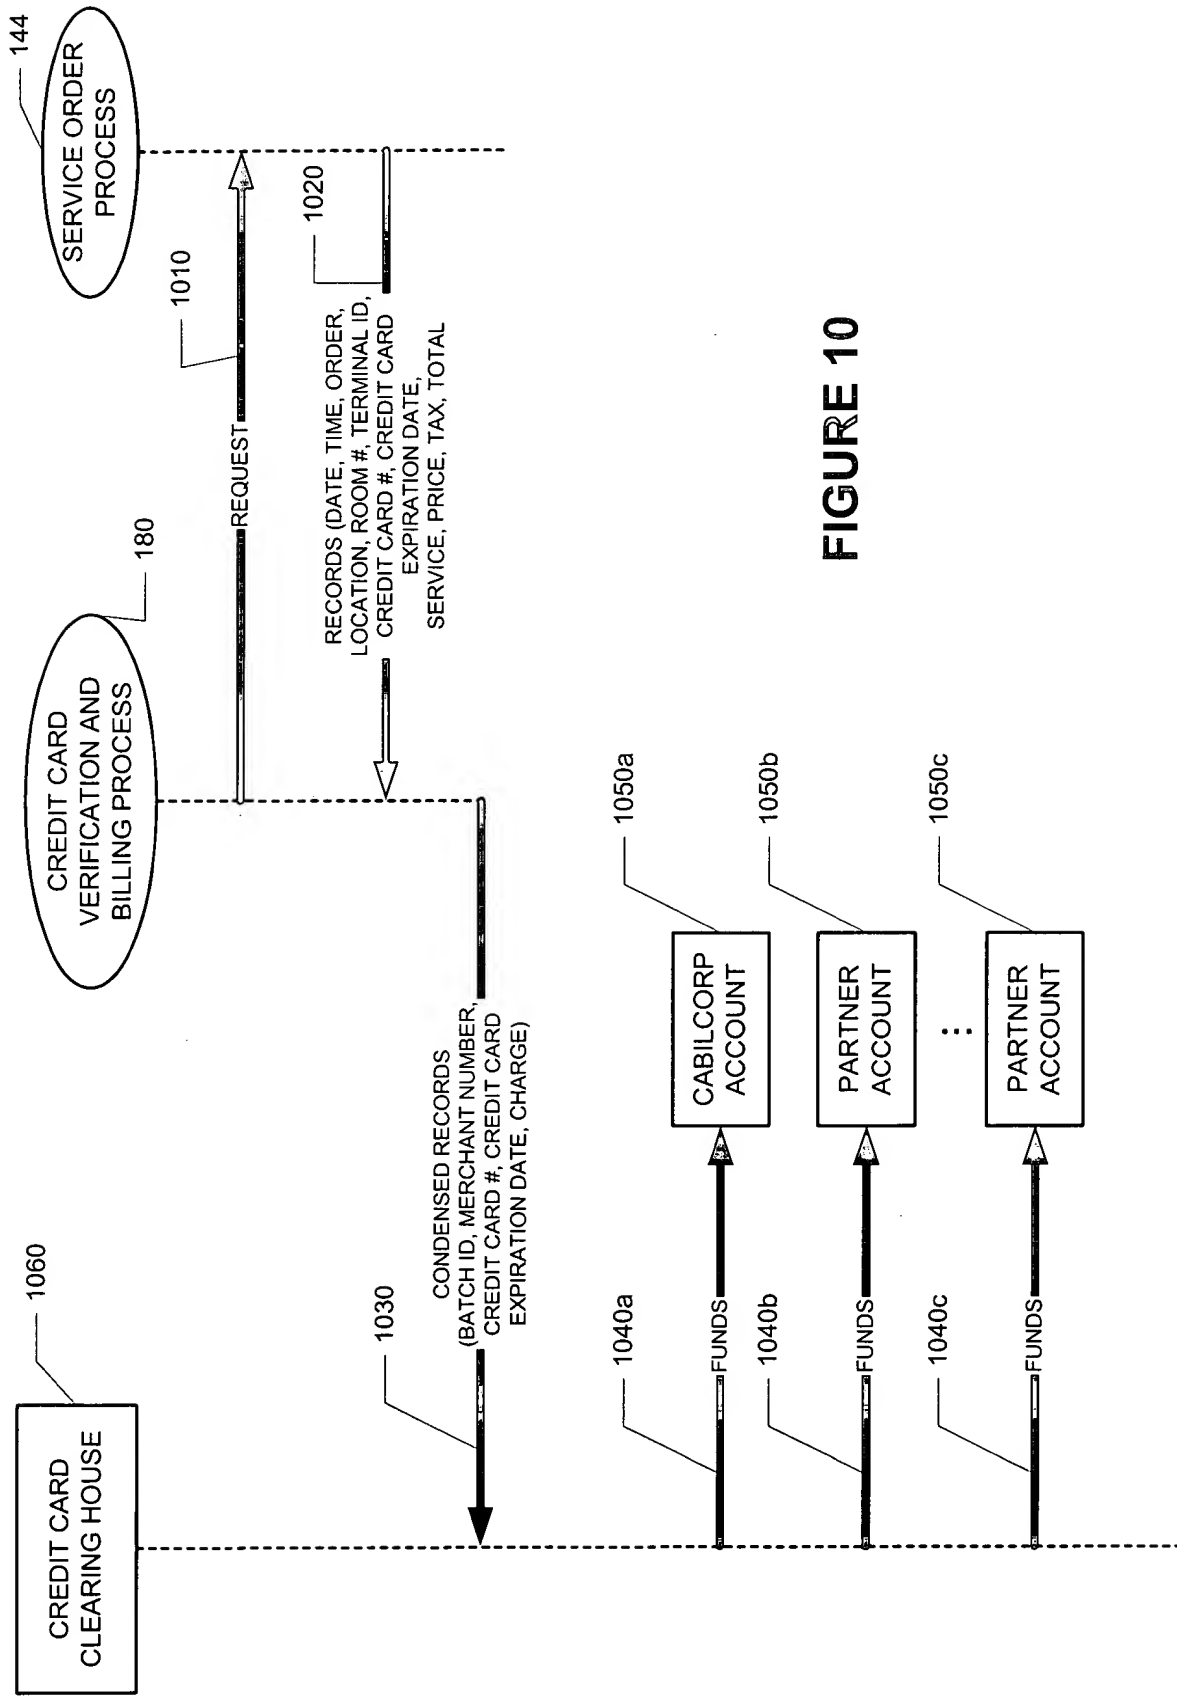 CREDIT CARD
CLEARING HOUSE
1060
CREDIT CARD
VERIFICATION AND
BILLING PROCESS
180
SERVICE ORDER
PROCESS
144
REQUEST
1010
RECORDS (DATE, TIME, ORDER,
LOCATION, ROOM #, TERMINAL ID,
CREDIT CARD #, CREDIT CARD
EXPIRATION DATE,
SERVICE, PRICE, TAX, TOTAL
1020
1030
CONDENSED RECORDS
(BATCH ID, MERCHANT NUMBER,
CREDIT CARD #, CREDIT CARD
EXPIRATION DATE, CHARGE)
1040a
FUNDS
CABILCORP
ACCOUNT
1050a
1040b
FUNDS
PARTNER
ACCOUNT
1050b
...
1040c
FUNDS
PARTNER
ACCOUNT
1050c
FIGURE 10